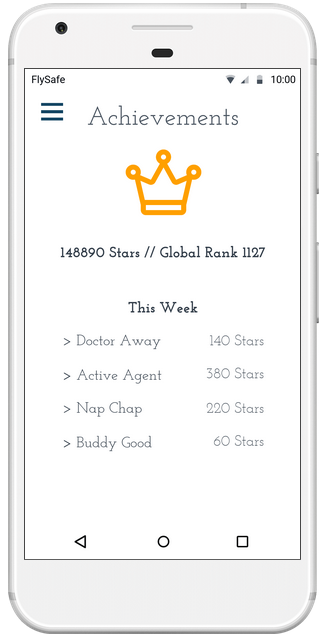 FlySafe 10:00
Achievements
148890 Stars // Global Rank 1127
This Week
> Doctor Away 140 Stars
> Active Agent 380 Stars
> Nap Chap 220 Stars
> Buddy Good 60 Stars